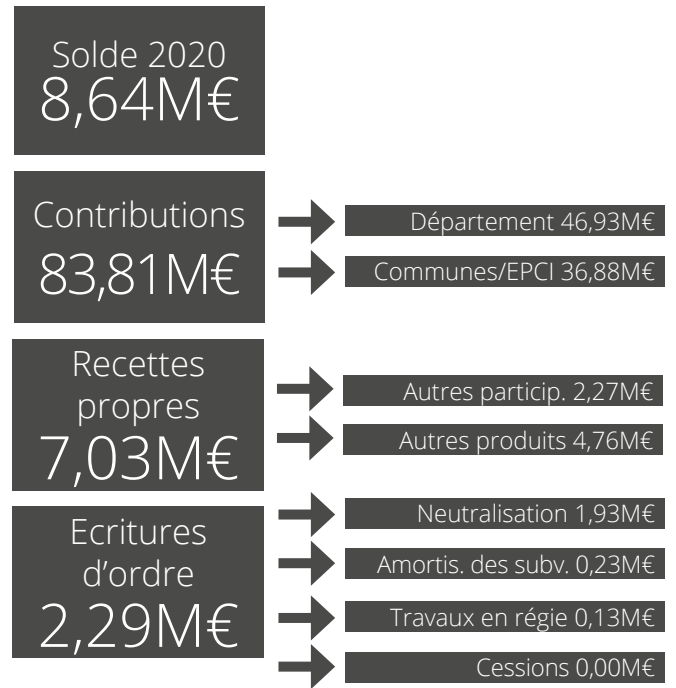 Solde 2020
8,64M€
Contributions
83,81M€
Département 46,93M€
Communes/EPCI 36,88M€
Recettes
propres
7,03M€
Autres particip. 2,27M€
Autres produits 4,76M€
Ecritures
d’ordre
2,29M€
Neutralisation 1,93M€
Amortis. des subv. 0,23M€
Travaux en régie 0,13M€
Cessions 0,00M€